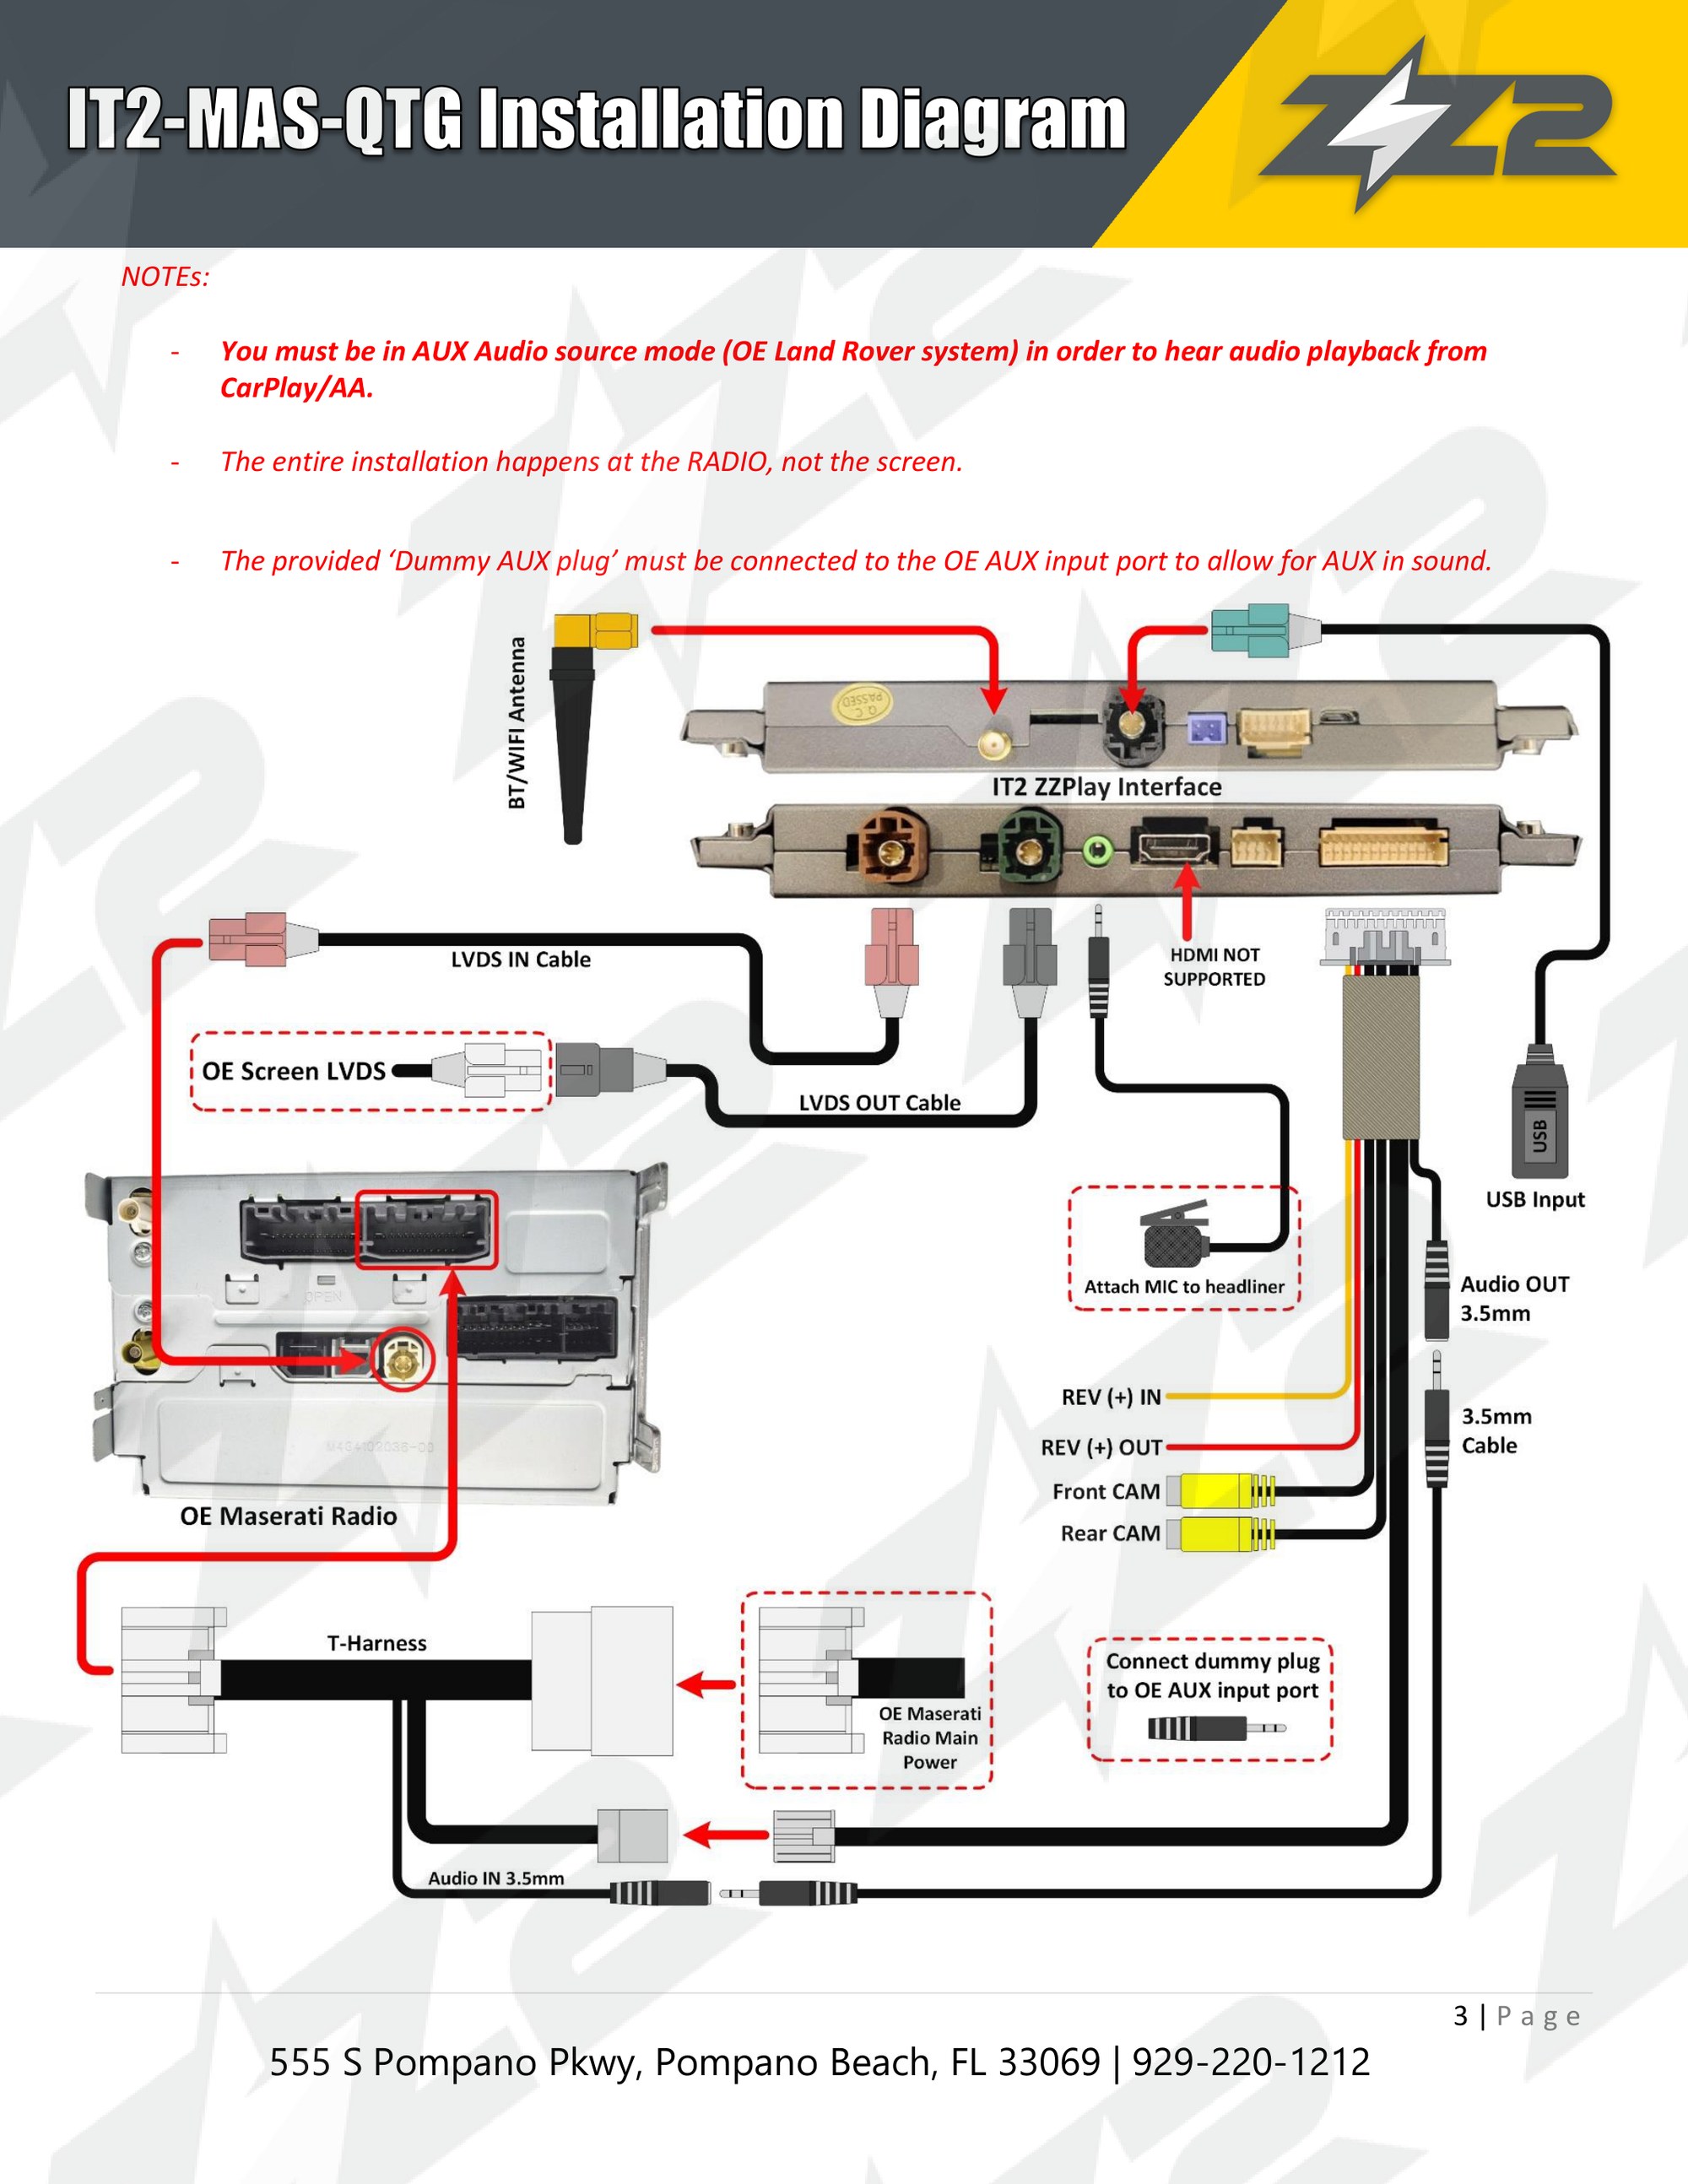 IT2-MAS-QTG Installation Diagram
ZZ2
NOTEs:
- You must be in AUX Audio source mode (OE Land Rover system) in order to hear audio playback from
CarPlay/AA.
- The entire installation happens at the RADIO, not the screen.
- The provided ‘Dummy AUX plug’ must be connected to the OE AUX input port to allow for AUX in sound.
BT/WIFI Antenna
Q.C
PASSED
IT2 ZZPlay Interface
LVDS IN Cable
HDMI NOT
SUPPORTED
OE Screen LVDS
LVDS OUT Cable
USB
USB Input
Attach MIC to headliner
Audio OUT
3.5mm
OPEN
REV (+) IN
3.5mm
Cable
REV (+) OUT
Front CAM
Rear CAM
OE Maserati Radio
T-Harness
Connect dummy plug
to OE AUX input port
OE Maserati
Radio Main
Power
Audio IN 3.5mm
3 | Page
555 S Pompano Pkwy, Pompano Beach, FL 33069 | 929-220-1212